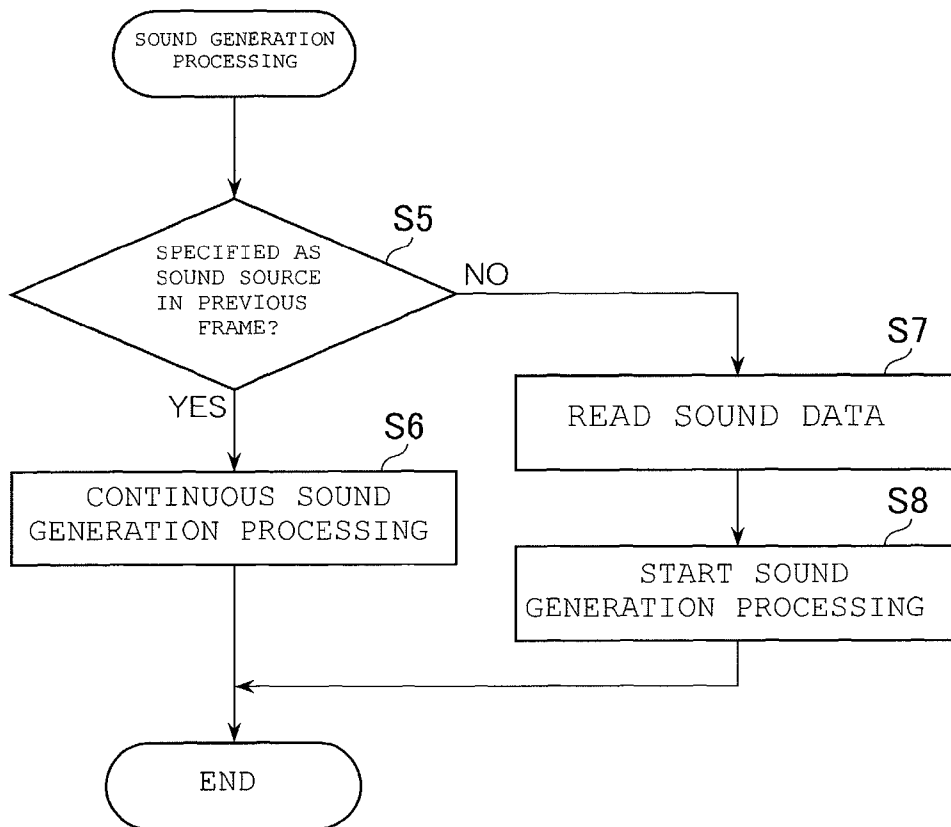 SOUND GENERATION
PROCESSING
S5
SPECIFIED AS
SOUND SOURCE
IN PREVIOUS
FRAME?
NO
YES
S7
READ SOUND DATA
S6
CONTINUOUS SOUND
GENERATION PROCESSING
S8
START SOUND
GENERATION PROCESSING
END